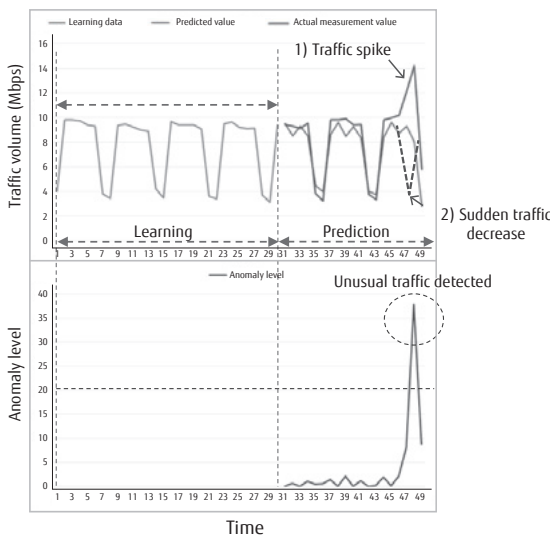 Learning data Predicted value Actual measurement value
Traffic volume (Mbps)
16
14
12
10
8
6
4
2
0
1) Traffic spike
2) Sudden traffic
decrease
Learning Prediction
1 3 5 7 9 11 13 15 17 19 21 23 25 27 29 31 33 35 37 39 41 43 45 47 49
Anomaly level
Unusual traffic detected
Anomaly level
40
35
30
25
20
15
10
5
0
1 3 5 7 9 11 13 15 17 19 21 23 25 27 29 31 33 35 37 39 41 43 45 47 49
Time